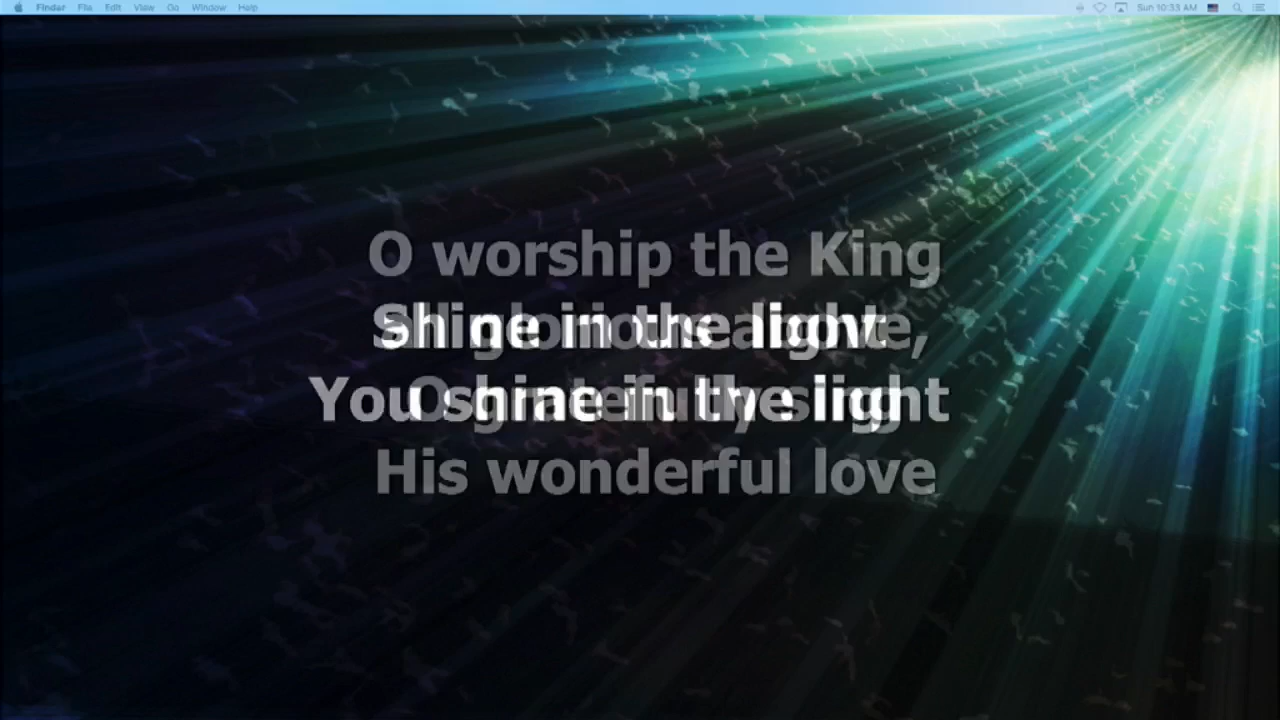 Finder File Edit View Go Window Help
Sun 10:33 AM
O worship the King
All glorious above,
Shine in the light
O gratefully sing
You shine in the light
His wonderful love